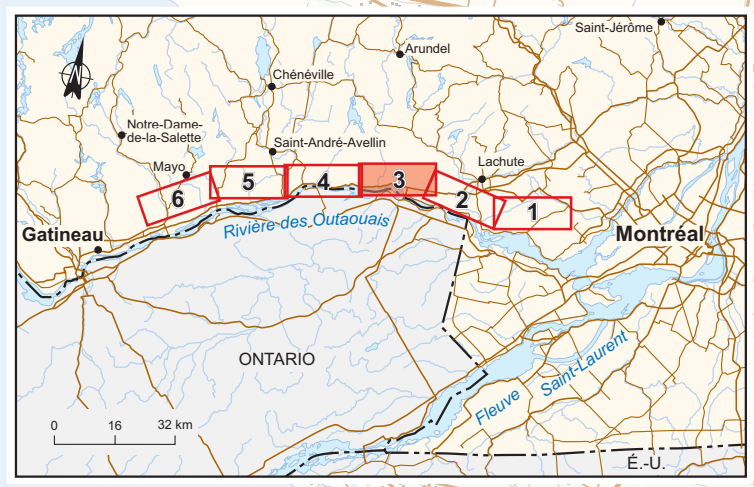 Saint-Jérôme
Arundel
Chénéville
Notre-Dame-
de-la-Salette
Saint-André-Avellin
Mayo
Lachute
6
5
4
3
2
1
Gatineau
Rivière des Outaouais
Montréal
ONTARIO
Fleuve Saint-Laurent
0 16 32 km
É.-U.
N